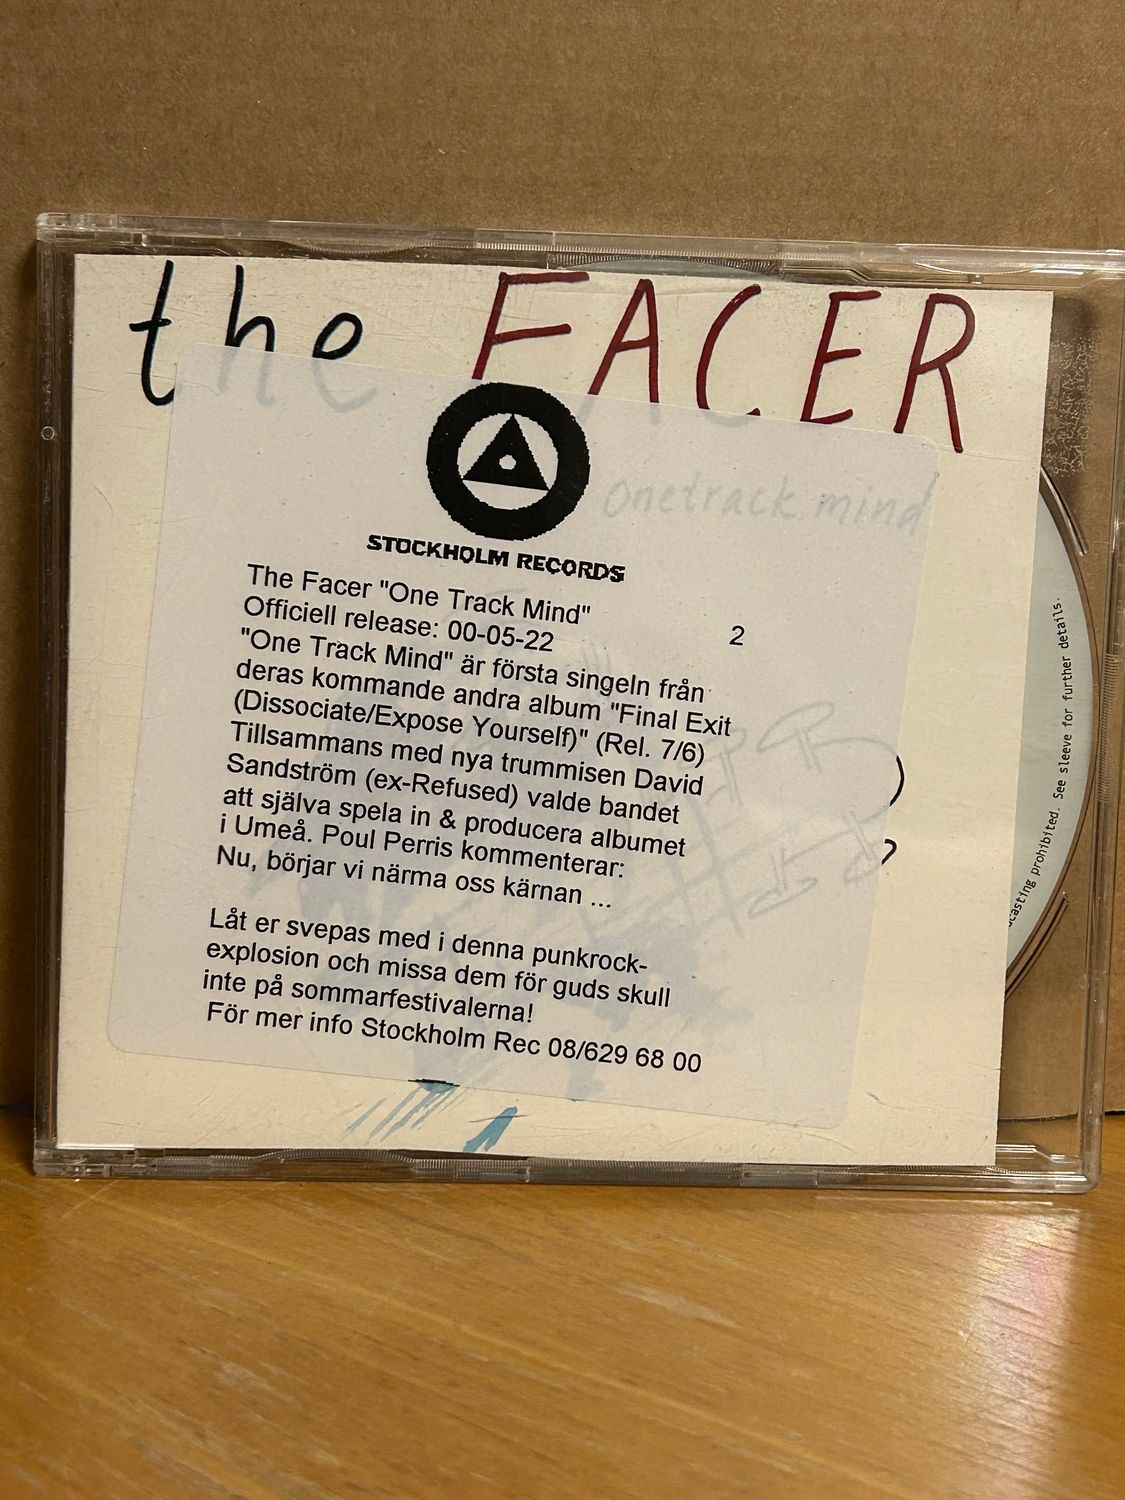 the FACER
onetrack mind
STOCKHOLM RECORDS
The Facer "One Track Mind"
Officiell release: 00-05-22 2
"One Track Mind" är första singeln från
deras kommande andra album "Final Exit
(Dissociate/Expose Yourself)" (Rel. 7/6)
Tillsammans med nya trummisen David
Sandström (ex-Refused) valde bandet
att själva spela in & producera albumet
i Umeå. Poul Perris kommenterar:
Nu, börjar vi närma oss kärnan ...
Låt er svepas med i denna punkrock-
explosion och missa dem för guds skull
inte på sommarfestivalerna!
För mer info Stockholm Rec 08/629 68 00
prohibited. See sleeve for further details.